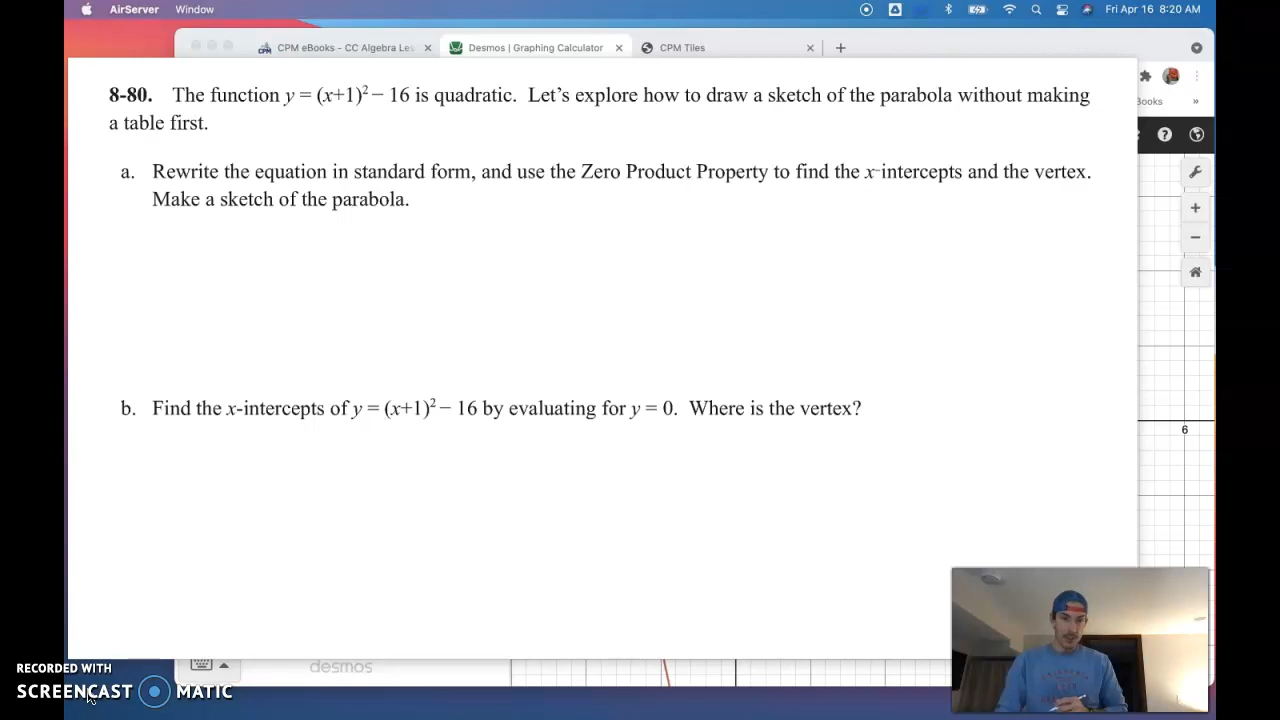 AirServer Window Fri Apr 16 8:20 AM
CPM eBooks - CC Algebra Les Desmos | Graphing Calculator CPM Tiles
8-80. The function y = (x+1)² − 16 is quadratic. Let’s explore how to draw a sketch of the parabola without making
a table first.
ooks
a. Rewrite the equation in standard form, and use the Zero Product Property to find the x-intercepts and the vertex.
Make a sketch of the parabola.
b. Find the x-intercepts of y = (x+1)² − 16 by evaluating for y = 0. Where is the vertex?
6
desmos
RECORDED WITH
SCREENCAST MATIC